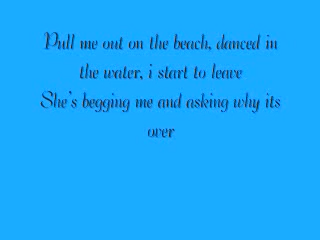 Pull me out on the beach, danced in
the water, i start to leave
She's begging me and asking why its
over